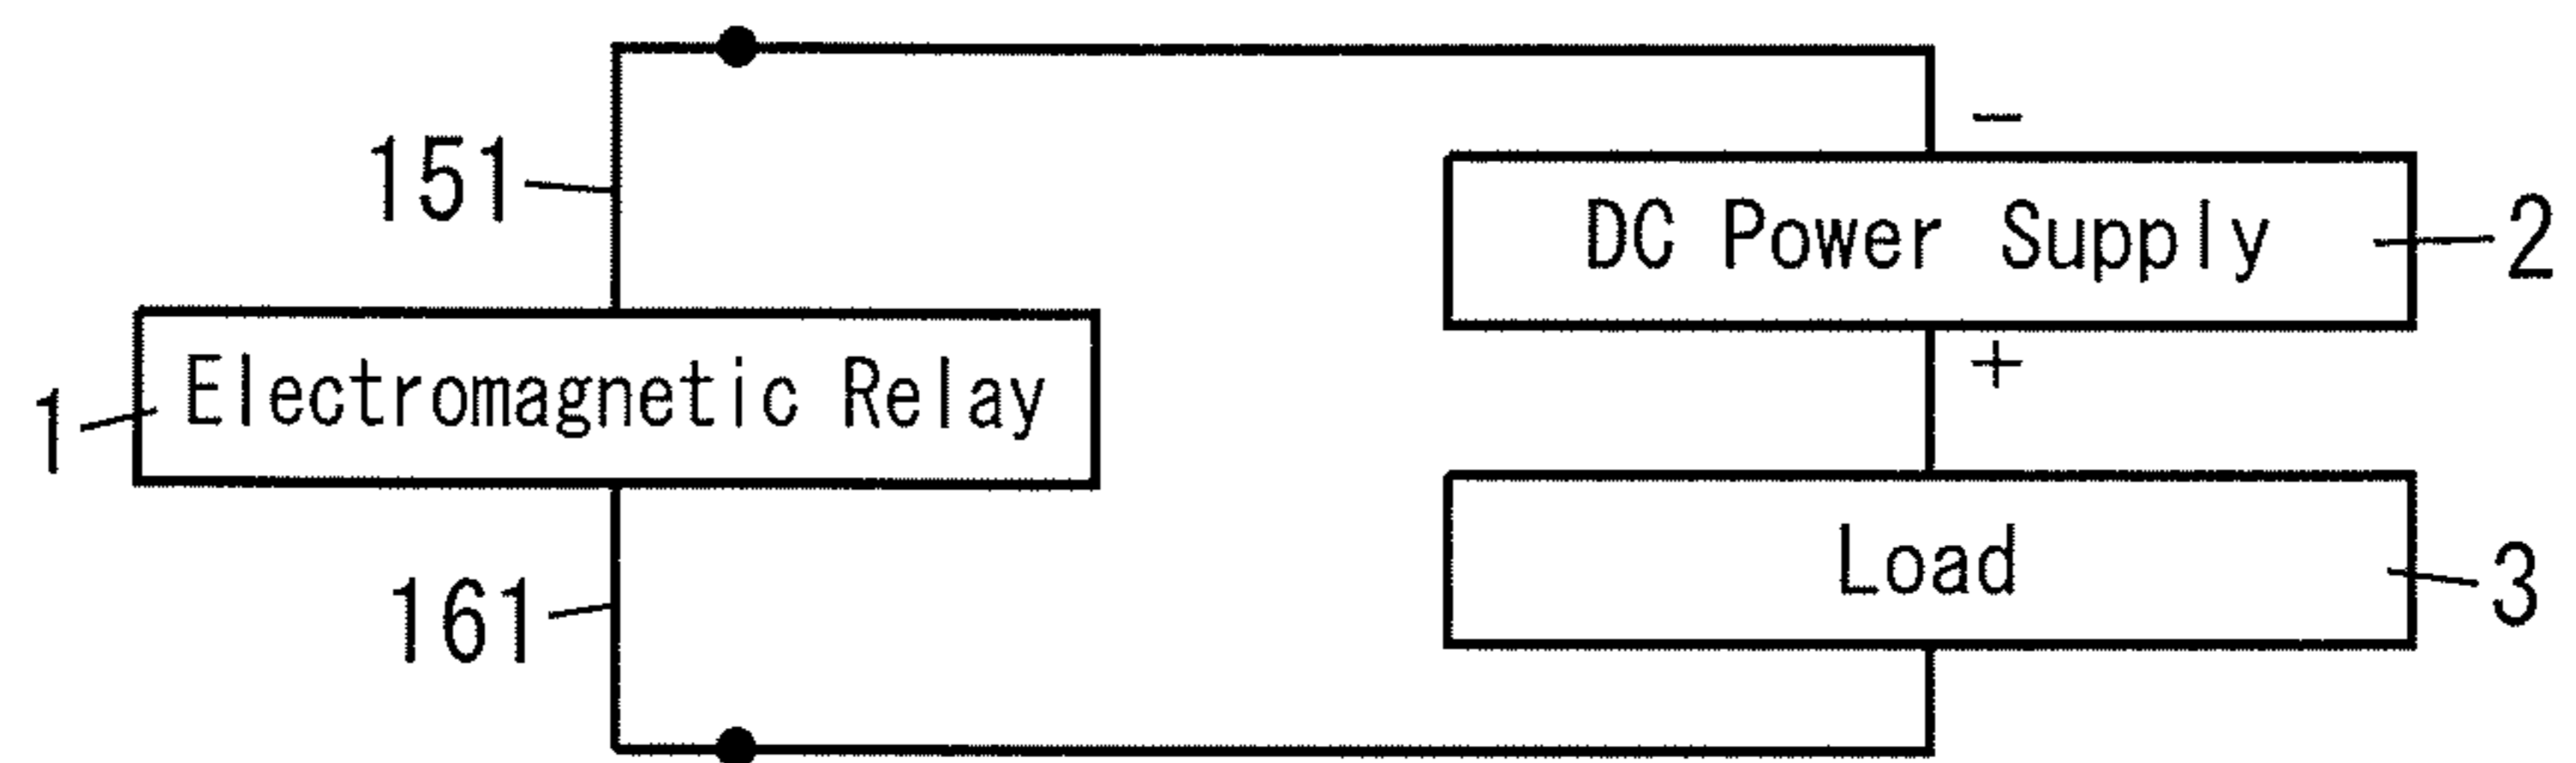 151
-
DC Power Supply
2
+
1
Electromagnetic Relay
161
Load
3